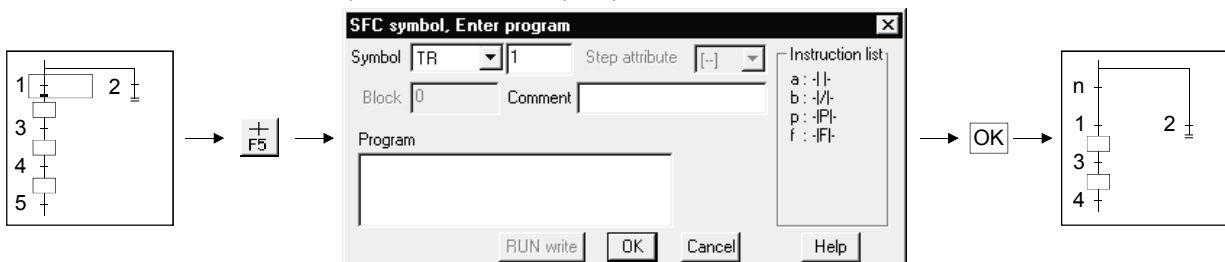 1
2
3
4
5
F5
SFC symbol, Enter program
Symbol TR 1 Step attribute [--]
Block 0 Comment
Program
Instruction list
a : -| |-
b : -|/|-
p : -|P|-
f : -|F|-
RUN write OK Cancel Help
OK
n
1
2
3
4